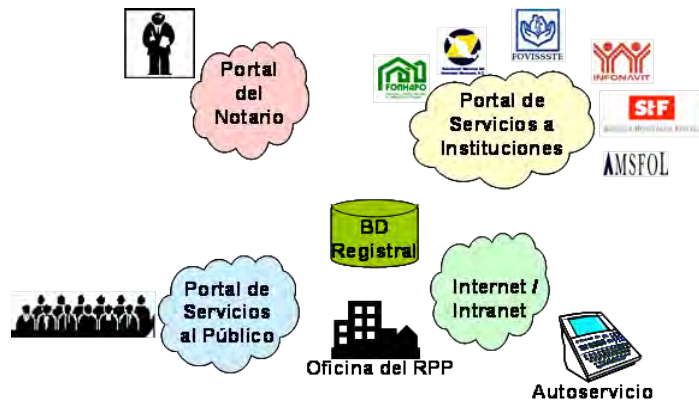 Portal
del
Notario
FONHAPO
FOVISSSTE
INFONAVIT
SHF
AMSFOL
Portal de
Servicios a
Instituciones
BD
Registral
Portal de
Servicios
al Público
Internet /
Intranet
Oficina del RPP
Autoservicio